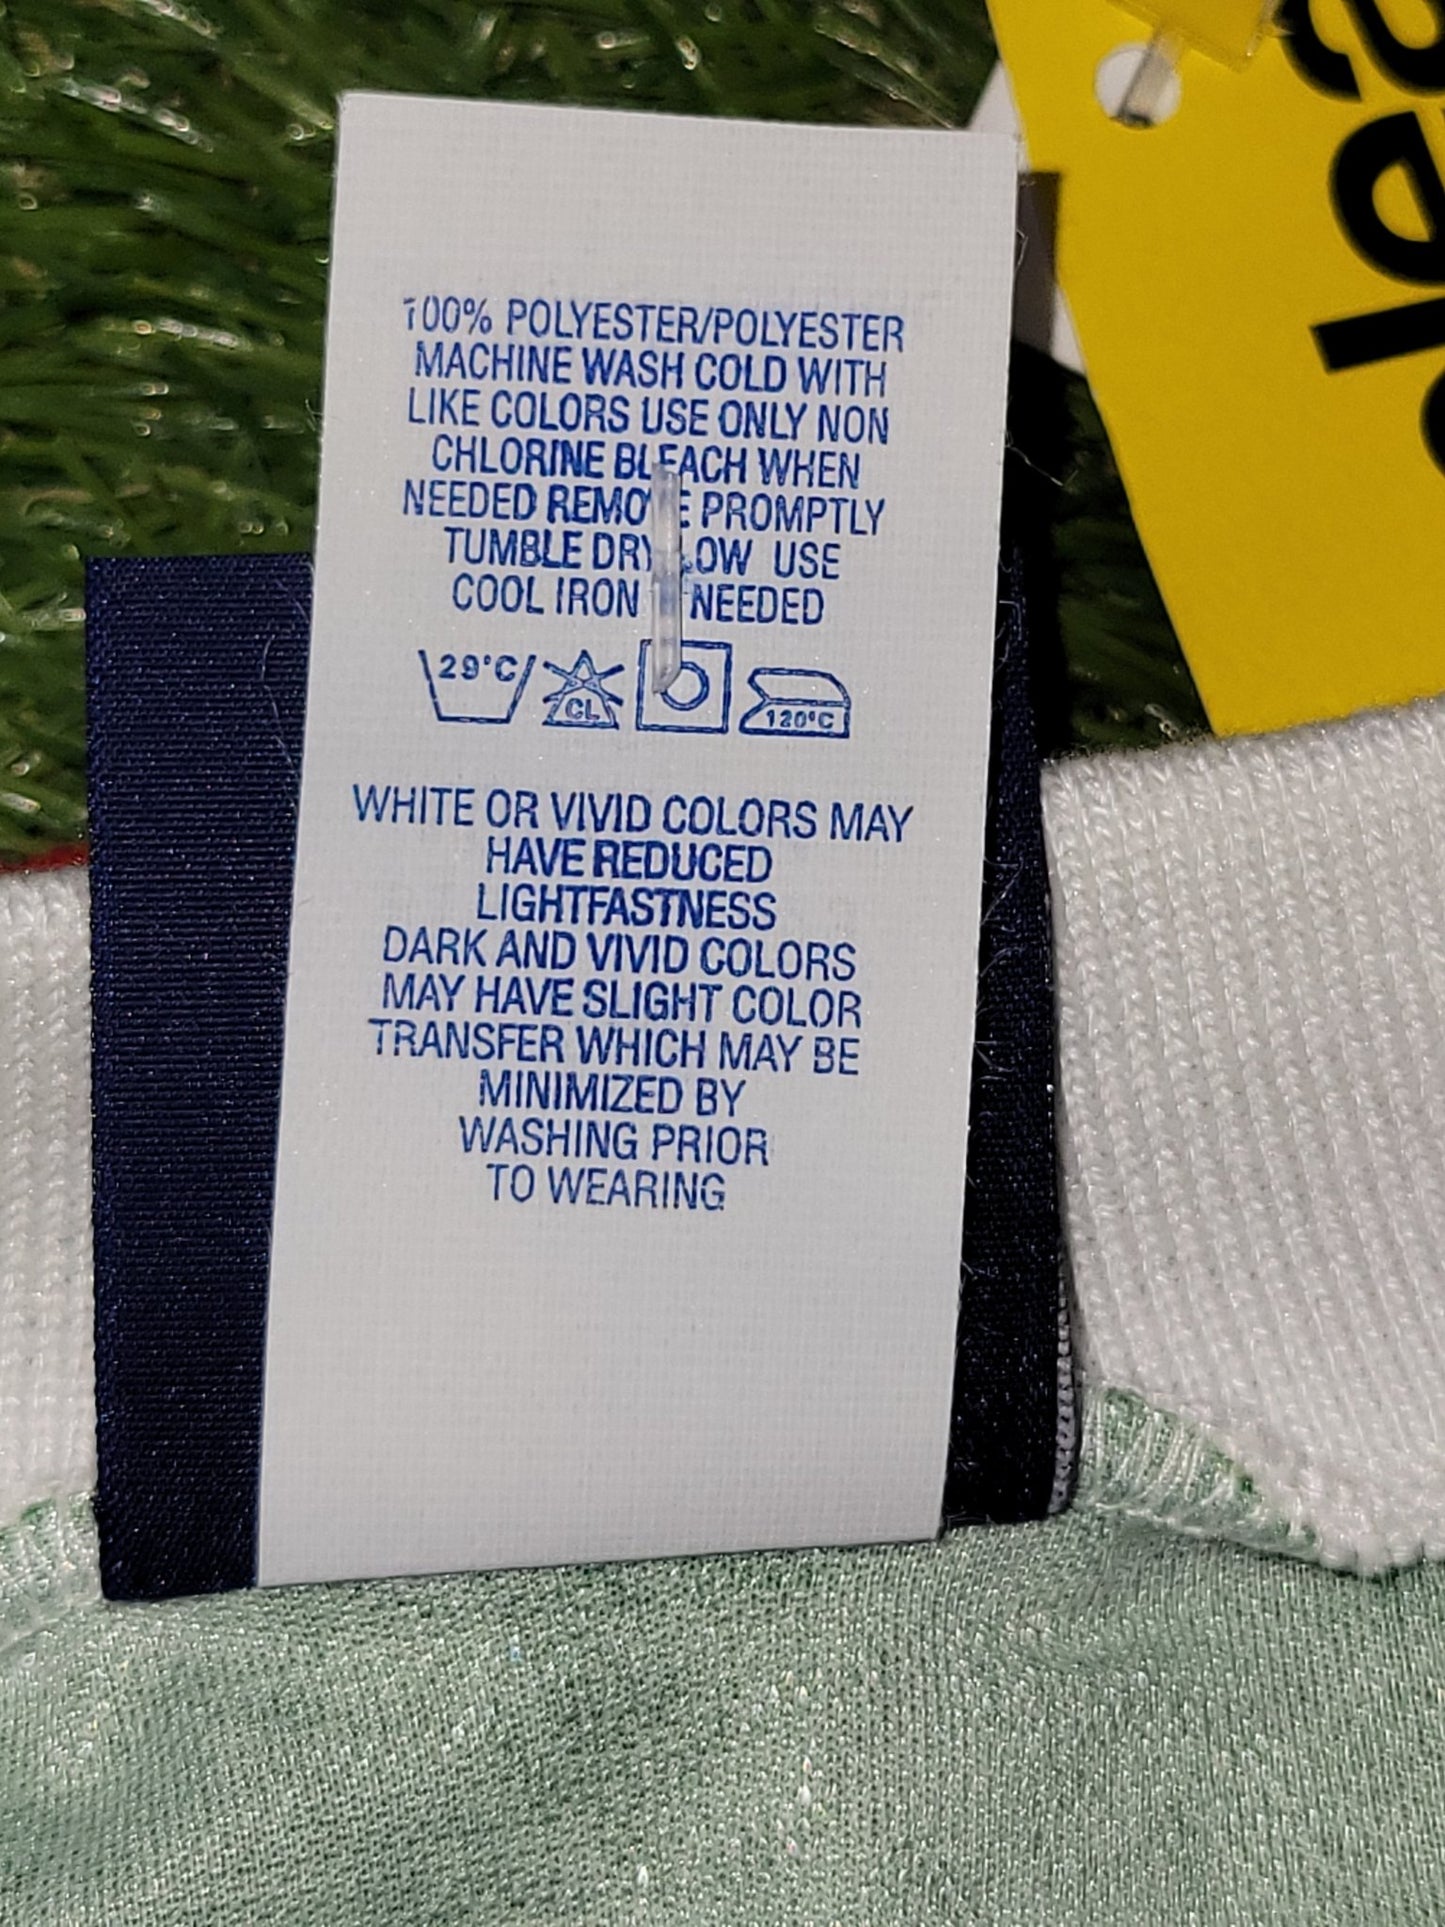 100% POLYESTER/POLYESTER
MACHINE WASH COLD WITH
LIKE COLORS USE ONLY NON
CHLORINE BLEACH WHEN
NEEDED REMOVE PROMPTLY
TUMBLE DRY LOW USE
COOL IRON NEEDED
29°C CL 120°C
WHITE OR VIVID COLORS MAY
HAVE REDUCED
LIGHTFASTNESS
DARK AND VIVID COLORS
MAY HAVE SLIGHT COLOR
TRANSFER WHICH MAY BE
MINIMIZED BY
WASHING PRIOR
TO WEARING